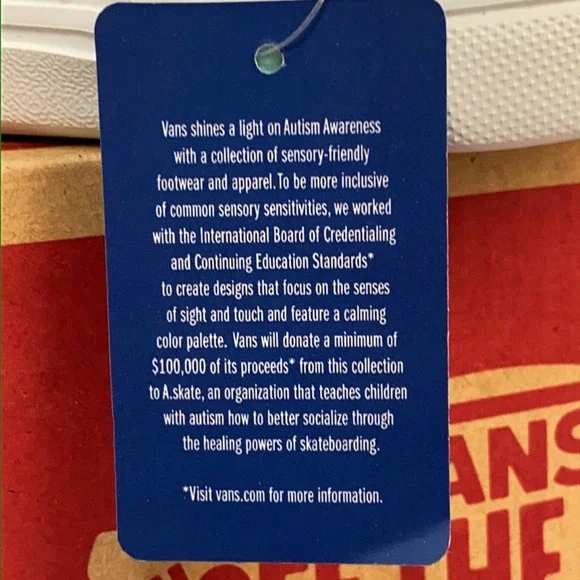 Vans shines a light on Autism Awareness
with a collection of sensory-friendly
footwear and apparel. To be more inclusive
of common sensory sensitivities, we worked
with the International Board of Credentialing
and Continuing Education Standards*
to create designs that focus on the senses
of sight and touch and feature a calming
color palette. Vans will donate a minimum of
$100,000 of its proceeds* from this collection
to A.skate, an organization that teaches children
with autism how to better socialize through
the healing powers of skateboarding.
*Visit vans.com for more information.
ANS
THE